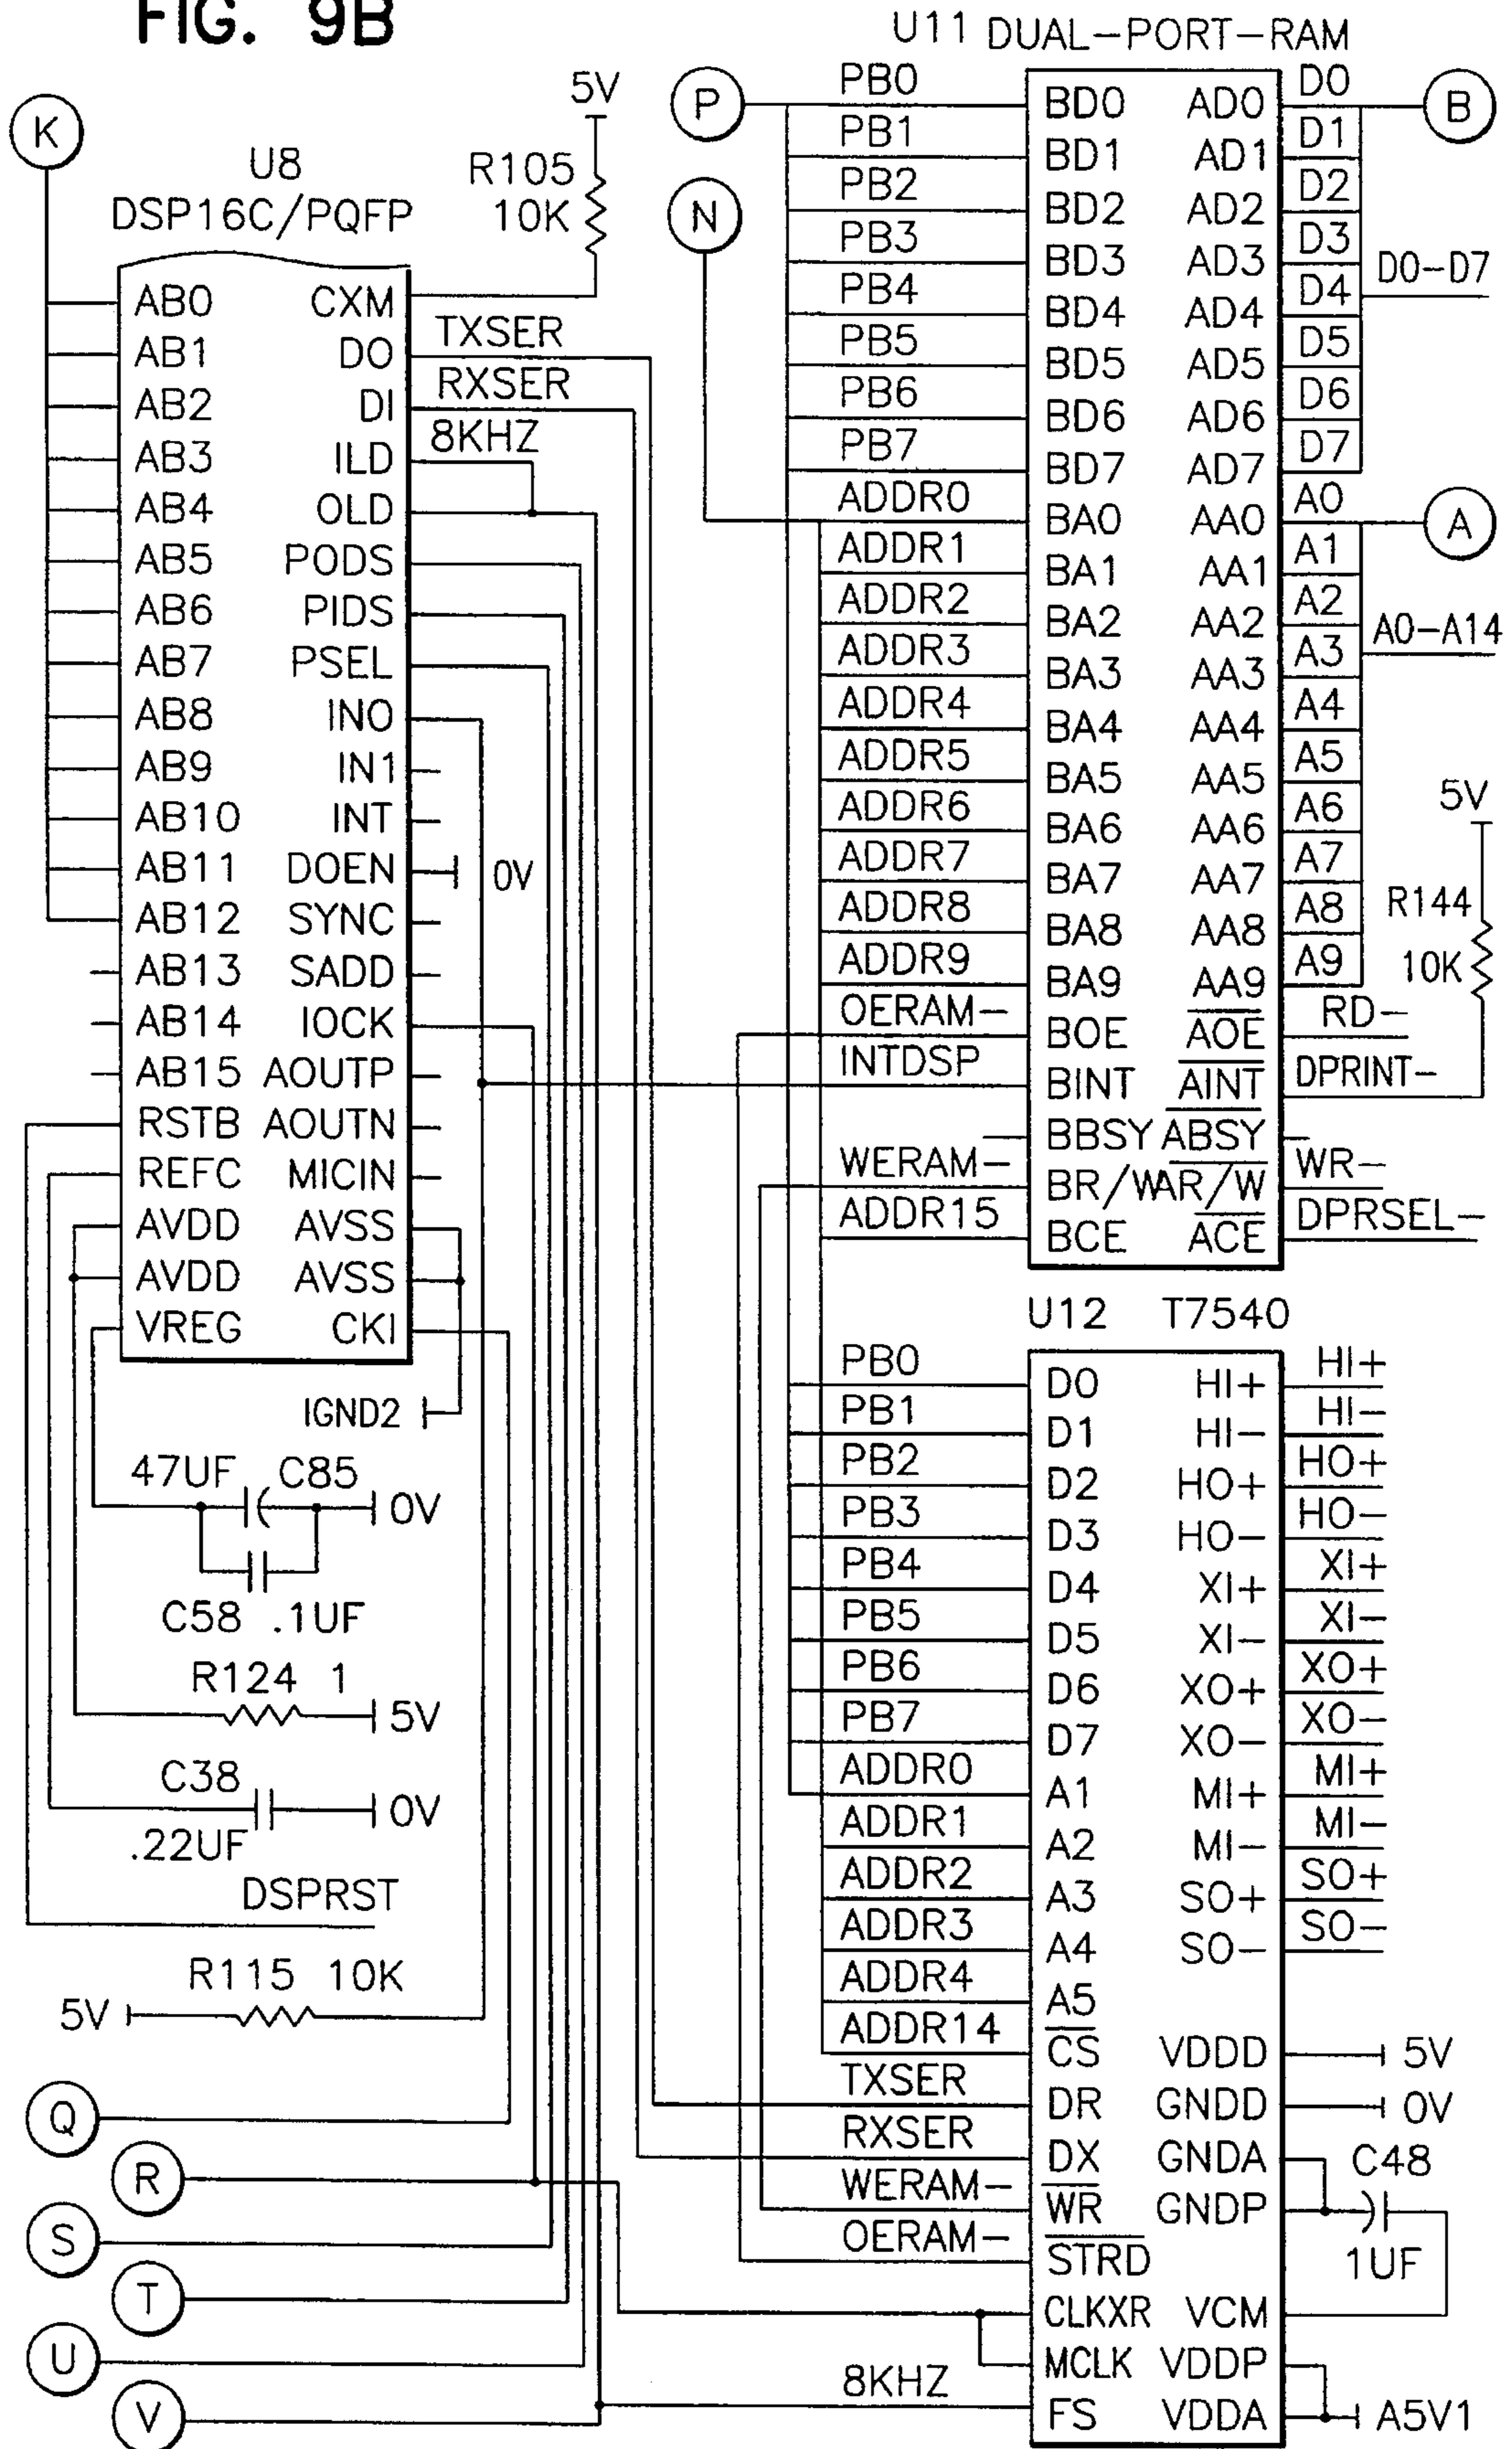 FIG. 9B
K
U8
DSP16C/PQFP
5V
R105
10K
AB0 CXM
AB1 DO TXSER
AB2 DI RXSER
AB3 ILD 8KHZ
AB4 OLD
AB5 PODS
AB6 PIDS
AB7 PSEL
AB8 INO
AB9 IN1
AB10 INT
AB11 DOEN 0V
AB12 SYNC
AB13 SADD
AB14 IOCK
AB15 AOUTP
RSTB AOUTN
REFC MICIN
AVDD AVSS
AVDD AVSS
VREG CKI
IGND2
47UF C85
0V
C58 .1UF
R124 1
5V
C38
0V
.22UF
DSPRST
R115 10K
5V
Q
R
S
T
U
V
U11 DUAL-PORT-RAM
P
N
PB0 BD0 AD0 D0 B
PB1 BD1 AD1 D1
PB2 BD2 AD2 D2
PB3 BD3 AD3 D3
D0-D7
PB4 BD4 AD4 D4
PB5 BD5 AD5 D5
PB6 BD6 AD6 D6
PB7 BD7 AD7 D7
ADDR0 BA0 AA0 A0 A
ADDR1 BA1 AA1 A1
ADDR2 BA2 AA2 A2
A0-A14
ADDR3 BA3 AA3 A3
ADDR4 BA4 AA4 A4
ADDR5 BA5 AA5 A5
ADDR6 BA6 AA6 A6
ADDR7 BA7 AA7 A7
ADDR8 BA8 AA8 A8
ADDR9 BA9 AA9 A9
5V
R144
10K
OERAM- BOE AOE RD-
INTDSP BINT AINT DPRINT-
BBSY ABSY
WERAM- BR/W AR/W WR-
ADDR15 BCE ACE DPRSEL-
U12 T7540
PB0 D0 HI+ HI+
PB1 D1 HI- HI-
PB2 D2 HO+ HO+
PB3 D3 HO- HO-
PB4 D4 XI+ XI+
PB5 D5 XI- XI-
PB6 D6 XO+ XO+
PB7 D7 XO- XO-
ADDR0 A1 MI+ MI+
ADDR1 A2 MI- MI-
ADDR2 A3 SO+ SO+
ADDR3 A4 SO- SO-
ADDR4 A5
ADDR14 CS VDDD 5V
TXSER DR GNDD 0V
RXSER DX GNDA C48
WERAM- WR GNDP
OERAM- STRD 1UF
CLKXR VCM
MCLK VDDP
8KHZ FS VDDA A5V1